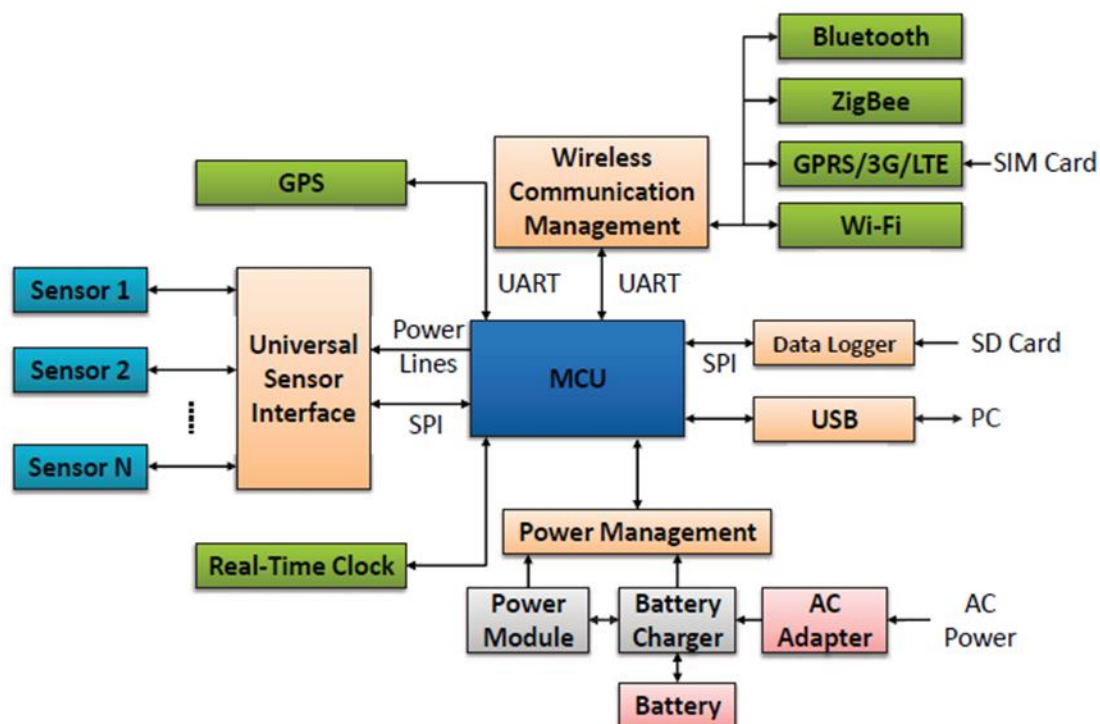 Bluetooth
ZigBee
GPRS/3G/LTE
SIM Card
Wi-Fi
Wireless
Communication
Management
GPS
UART
UART
Sensor 1
Sensor 2
Sensor N
Universal
Sensor
Interface
Power
Lines
SPI
MCU
SPI
Data Logger
SD Card
USB
PC
Power Management
Real-Time Clock
Power
Module
Battery
Charger
AC
Adapter
AC
Power
Battery